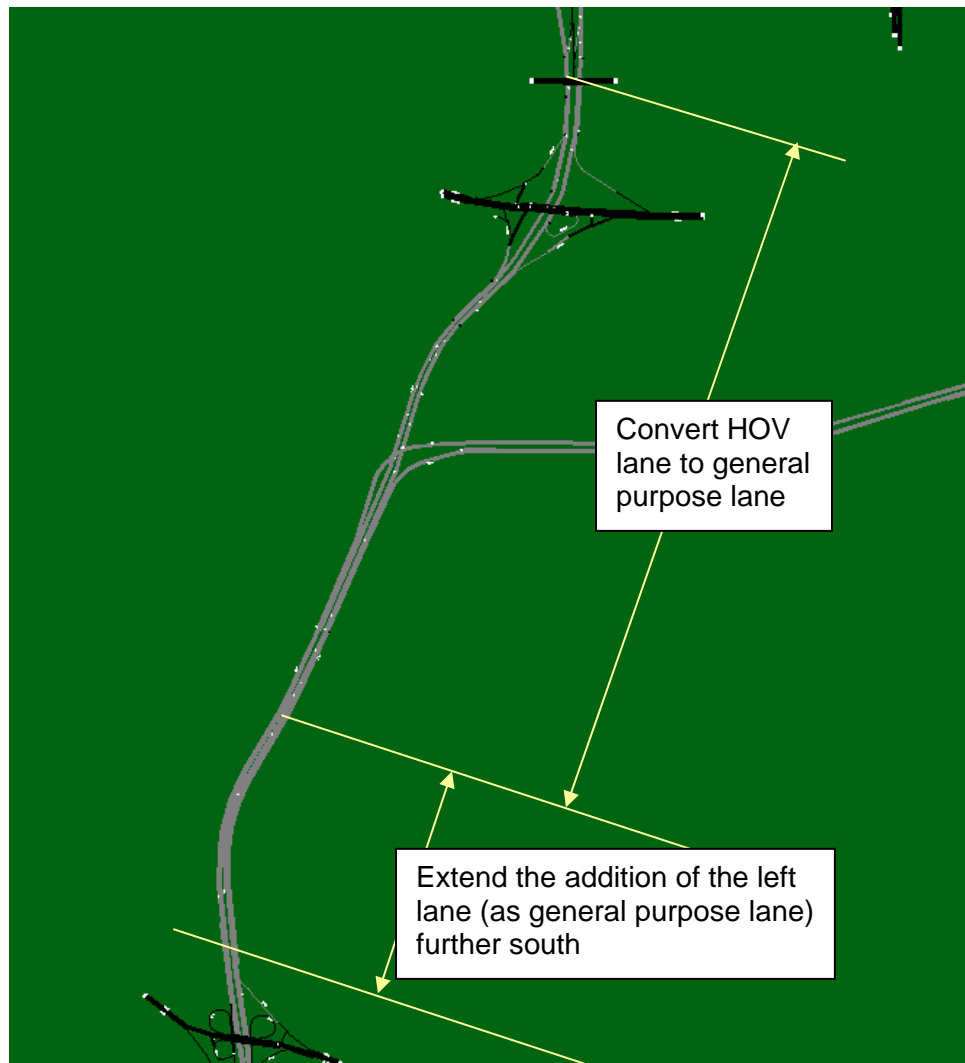 Convert HOV
lane to general
purpose lane
Extend the addition of the left
lane (as general purpose lane)
further south